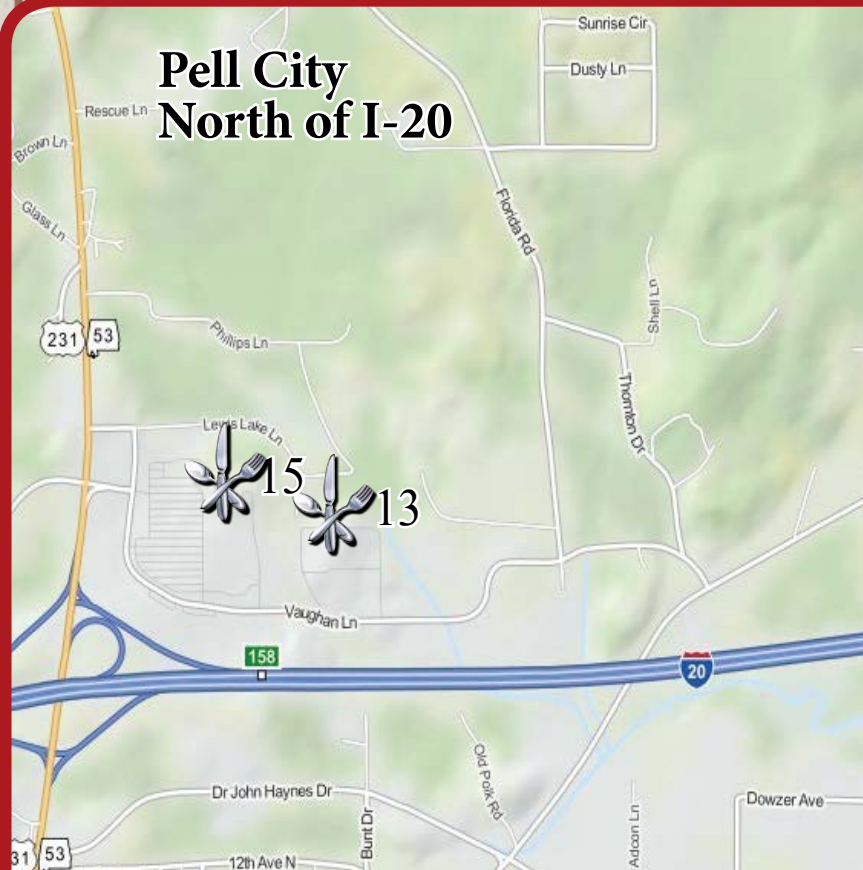 Pell City
North of I-20
Sunrise Cir
Dusty Ln
Rescue Ln
Brown Ln
Glass Ln
Florida Rd
Shell Ln
231
53
Phillips Ln
Thornton Dr
Lewis Lake Ln
15
13
Vaughan Ln
158
20
Old Polk Rd
Dr John Haynes Dr
Bunt Dr
Adcon Ln
Dowzer Ave
31
53
12th Ave N